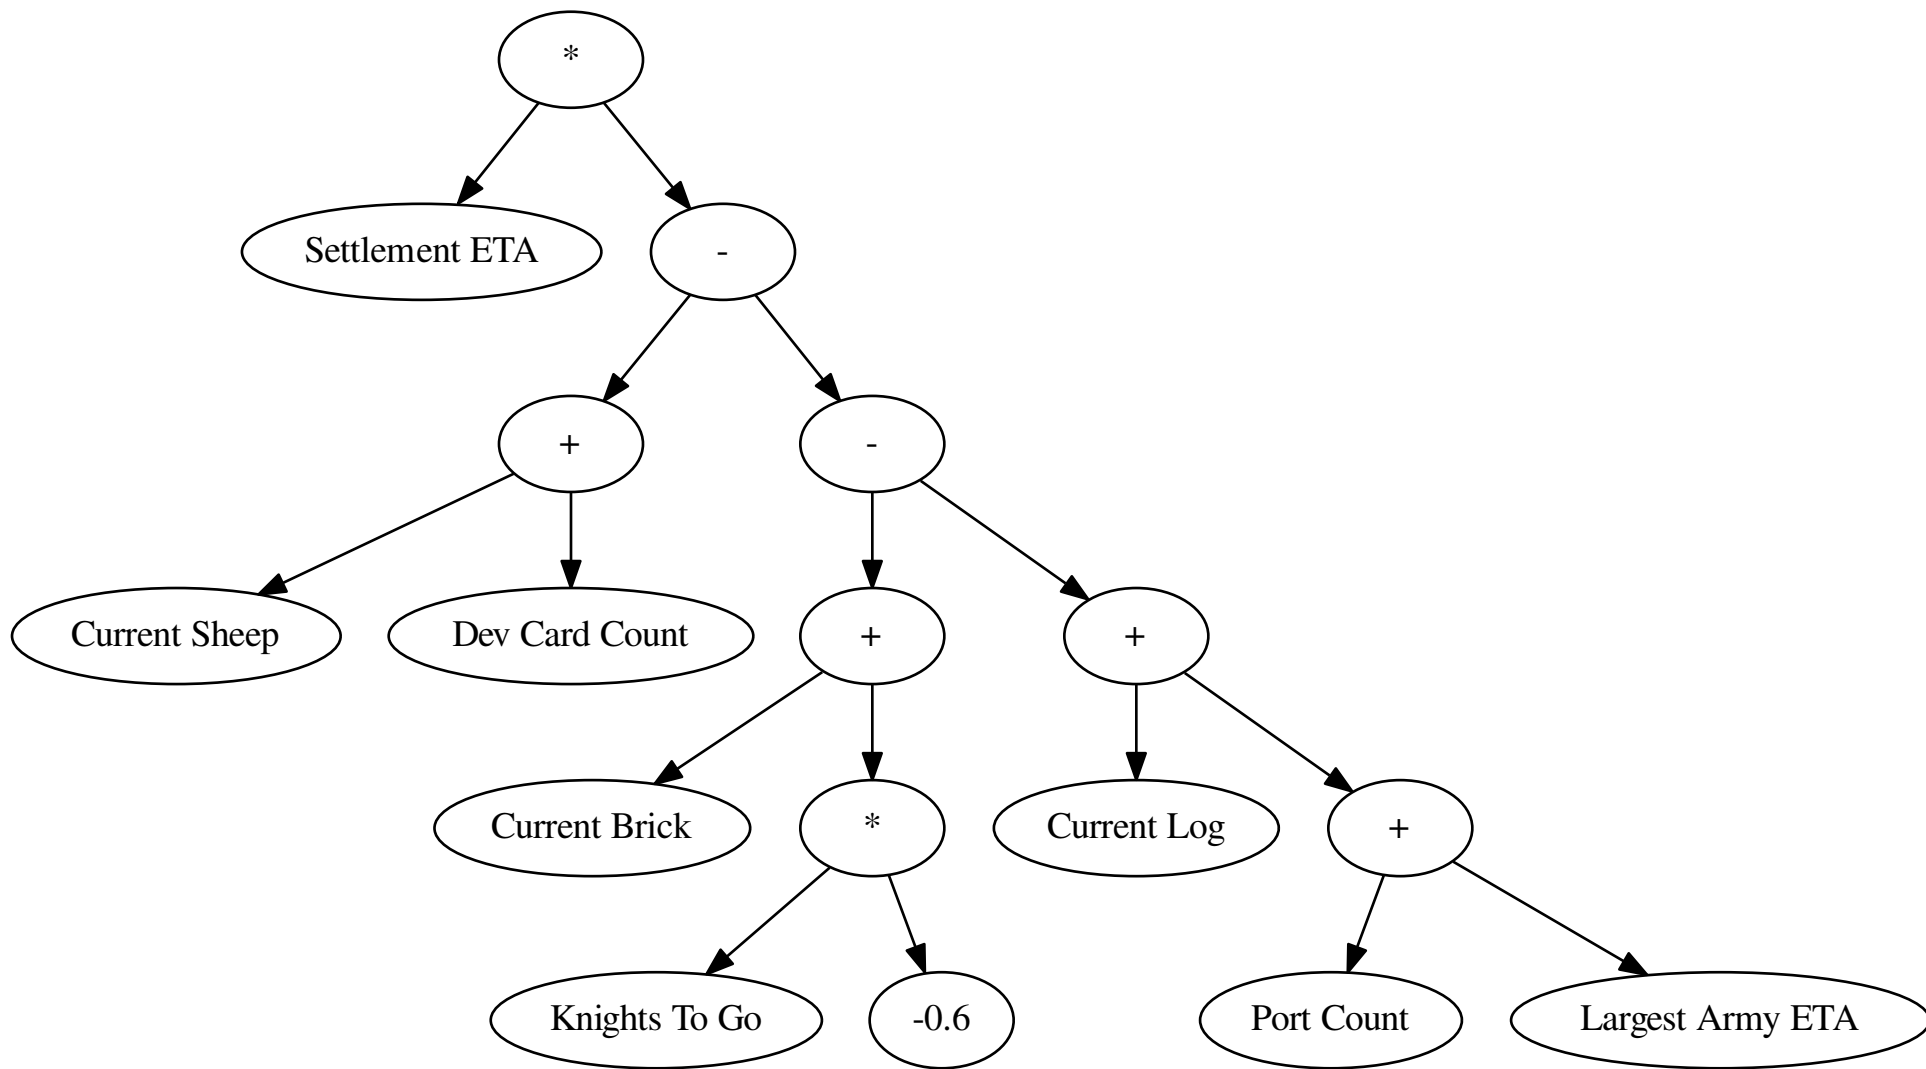 *
Settlement ETA
-
+
-
Current Sheep
Dev Card Count
+
+
Current Brick
*
Current Log
+
Knights To Go
-0.6
Port Count
Largest Army ETA